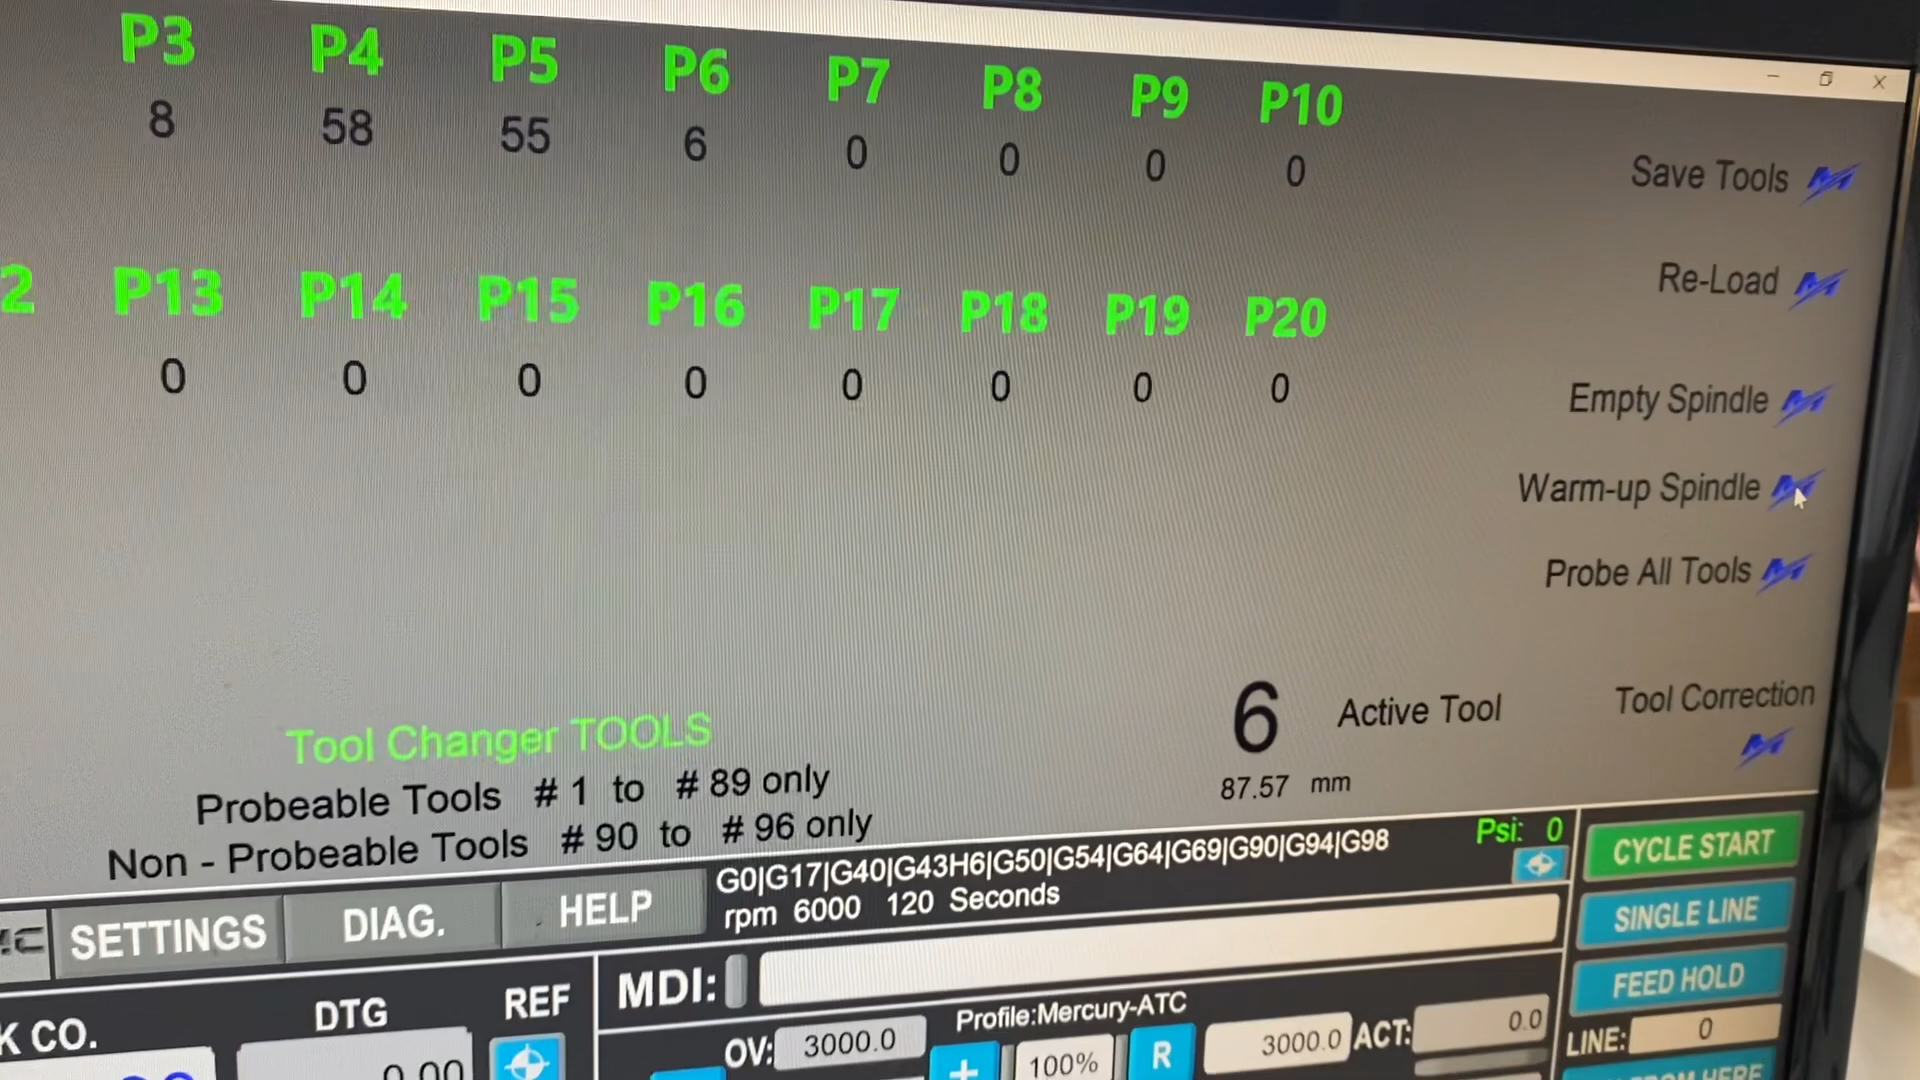 P3 P4 P5 P6 P7 P8 P9 P10
8 58 55 6 0 0 0 0
Save Tools
Re-Load
2 P13 P14 P15 P16 P17 P18 P19 P20
0 0 0 0 0 0 0 0
Empty Spindle
Warm-up Spindle
Probe All Tools
6 Active Tool
87.57 mm
Tool Correction
Tool Changer TOOLS
Probeable Tools # 1 to # 89 only
Non - Probeable Tools # 90 to # 96 only
SETTINGS DIAG. HELP
G0|G17|G40|G43H6|G50|G54|G64|G69|G90|G94|G98
rpm 6000 120 Seconds
Psi: 0
CYCLE START
SINGLE LINE
FEED HOLD
LINE: 0
FROM HERE
MDI:
K CO. DTG REF
0.00
Profile:Mercury-ATC
OV: 3000.0 + 100% R 3000.0 ACT: 0.0